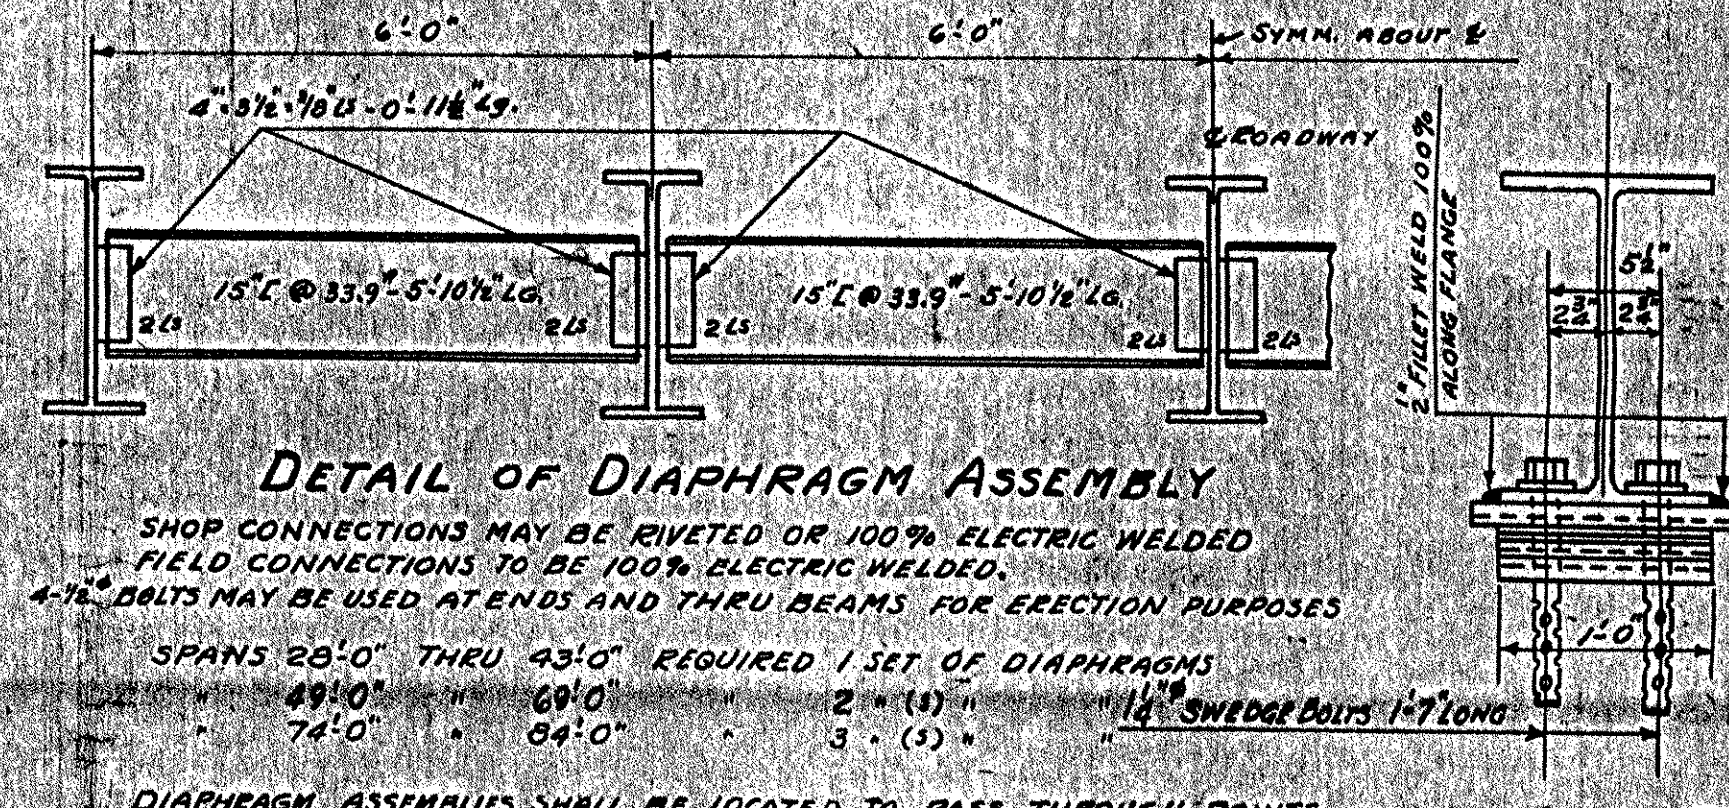 6'-0" 6'-0" SYMM. ABOUT ℄
4"×3½"×3/8" LS - 0'-11½" Lg.
℄ ROADWAY
½" FILLET WELD 100%
ALONG FLANGE
15"[ @ 33.9# - 5'-10½" LG. 15"[ @ 33.9# - 5'-10½" LG.
2 LS 2 LS 2 LS 2 LS 2 LS
5½"
2¾" 2¾"
DETAIL OF DIAPHRAGM ASSEMBLY
SHOP CONNECTIONS MAY BE RIVETED OR 100% ELECTRIC WELDED
FIELD CONNECTIONS TO BE 100% ELECTRIC WELDED.
4-½"ø BOLTS MAY BE USED AT ENDS AND THRU BEAMS FOR ERECTION PURPOSES
1'-0"
SPANS 28'-0" THRU 43'-0" REQUIRED 1 SET OF DIAPHRAGMS
" 49'-0" " 69'-0" " 2 " (S) " "
" 74'-0" " 84'-0" " 3 " (S) " "
1¼"ø SWEDGE BOLTS 1'-7" LONG
DIAPHRAGM ASSEMBLIES SHALL BE LOCATED TO PASS THROUGH POINTS